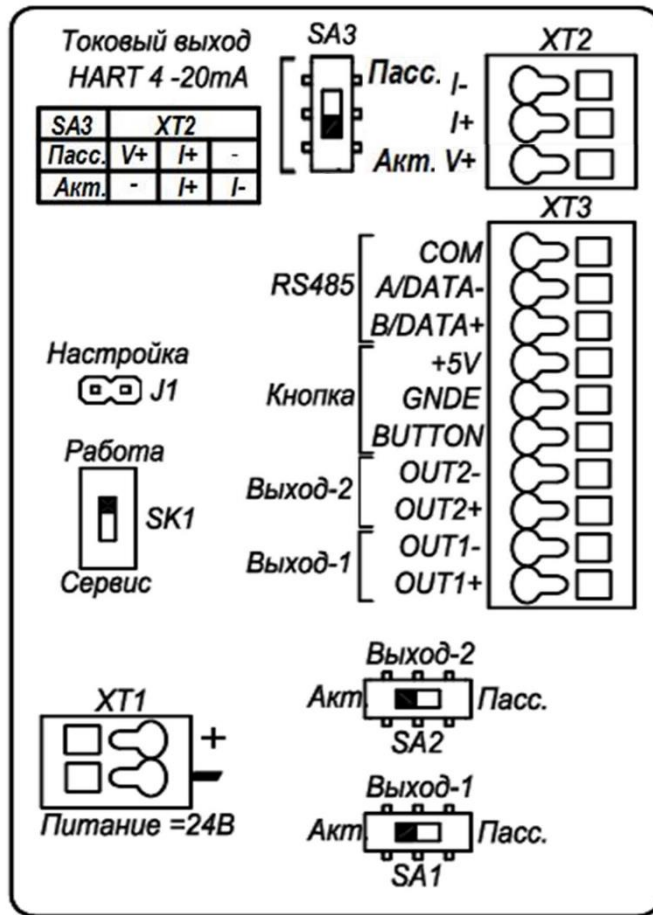 Токовый выход
HART 4 -20mA
SA3 XT2
Пасс. V+ I+ -
Акт. - I+ I-
SA3
Пасс.
Акт.
XT2
I-
I+
V+
XT3
RS485
COM
A/DATA-
B/DATA+
Кнопка
+5V
GNDE
BUTTON
Выход-2
OUT2-
OUT2+
Выход-1
OUT1-
OUT1+
Настройка
J1
Работа
SK1
Сервис
XT1
+
-
Питание =24В
Выход-2
Акт. Пасс.
SA2
Выход-1
Акт. Пасс.
SA1